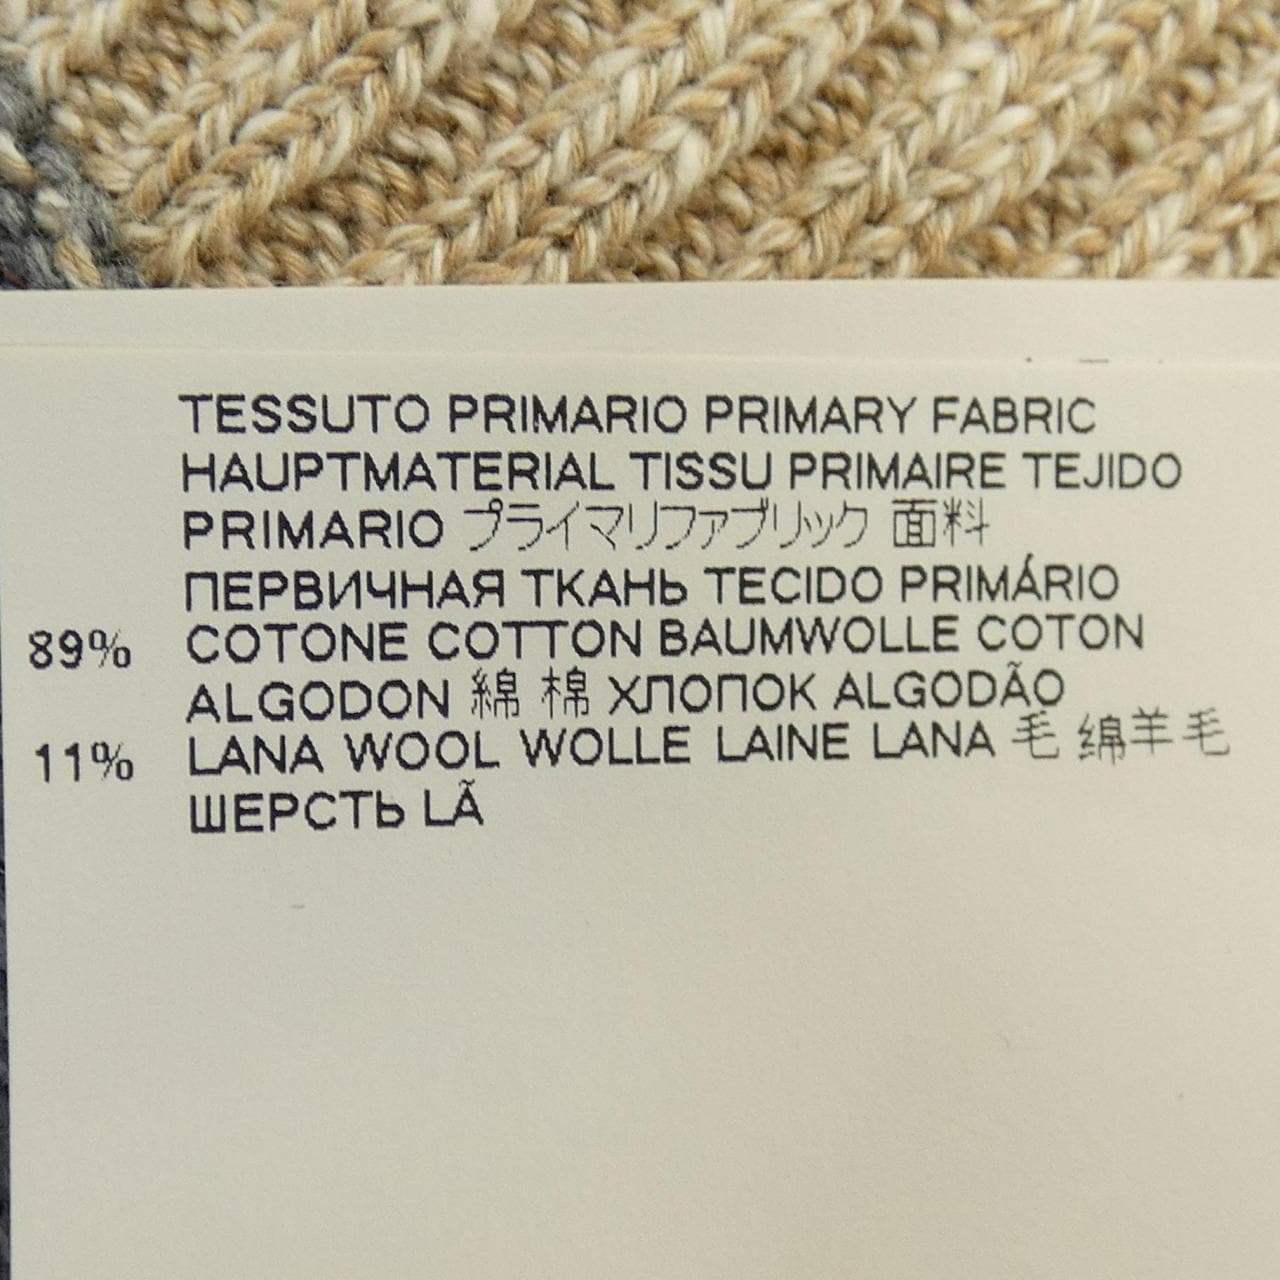 TESSUTO PRIMARIO PRIMARY FABRIC
HAUPTMATERIAL TISSU PRIMAIRE TEJIDO
PRIMARIO プライマリファブリック 面料
ПЕРВИЧНАЯ ТКАНЬ TECIDO PRIMÁRIO
89% COTONE COTTON BAUMWOLLE COTON
ALGODON 綿 棉 ХЛОПОК ALGODÃO
11% LANA WOOL WOLLE LAINE LANA 毛 绵羊毛
ШЕРСТЬ LÃ